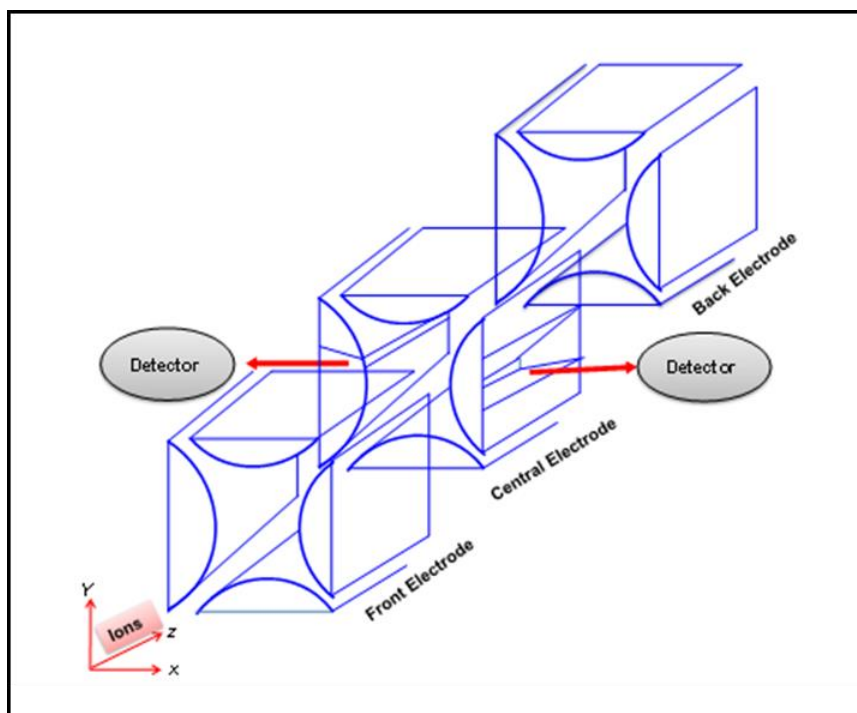 Back Electrode
Detector
Detector
Central Electrode
Front Electrode
Y
Ions
z
x